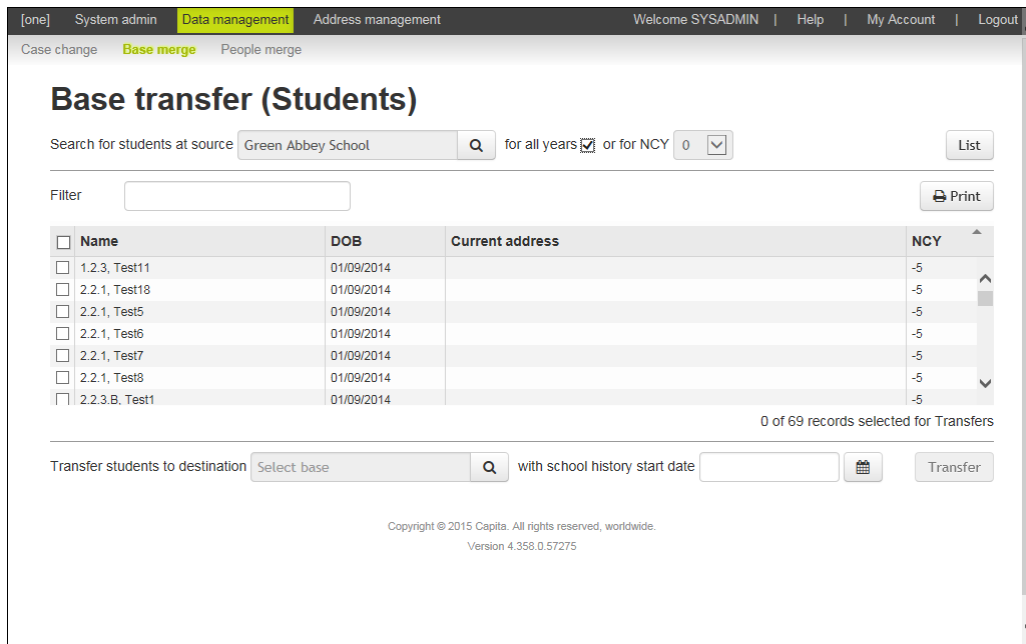 [one] System admin Data management Address management Welcome SYSADMIN | Help | My Account | Logout
Case change Base merge People merge
Base transfer (Students)
Search for students at source Green Abbey School for all years or for NCY 0 List
Filter Print
Name DOB Current address NCY
1.2.3, Test11 01/09/2014 -5
2.2.1, Test18 01/09/2014 -5
2.2.1, Test5 01/09/2014 -5
2.2.1, Test6 01/09/2014 -5
2.2.1, Test7 01/09/2014 -5
2.2.1, Test8 01/09/2014 -5
2.2.3.B, Test1 01/09/2014 -5
0 of 69 records selected for Transfers
Transfer students to destination Select base with school history start date Transfer
Copyright © 2015 Capita. All rights reserved, worldwide.
Version 4.358.0.57275